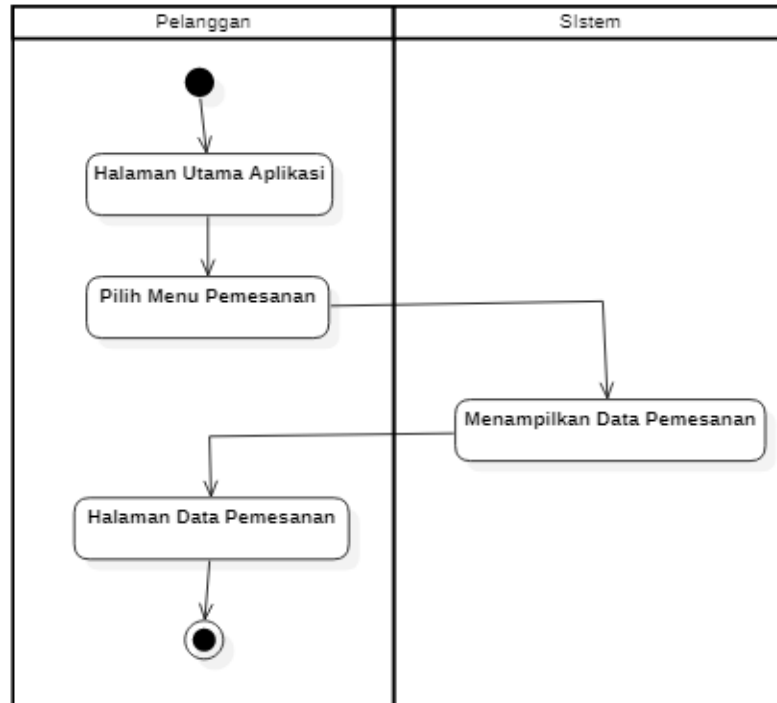 Pelanggan
SIstem
Halaman Utama Aplikasi
Pilih Menu Pemesanan
Menampilkan Data Pemesanan
Halaman Data Pemesanan